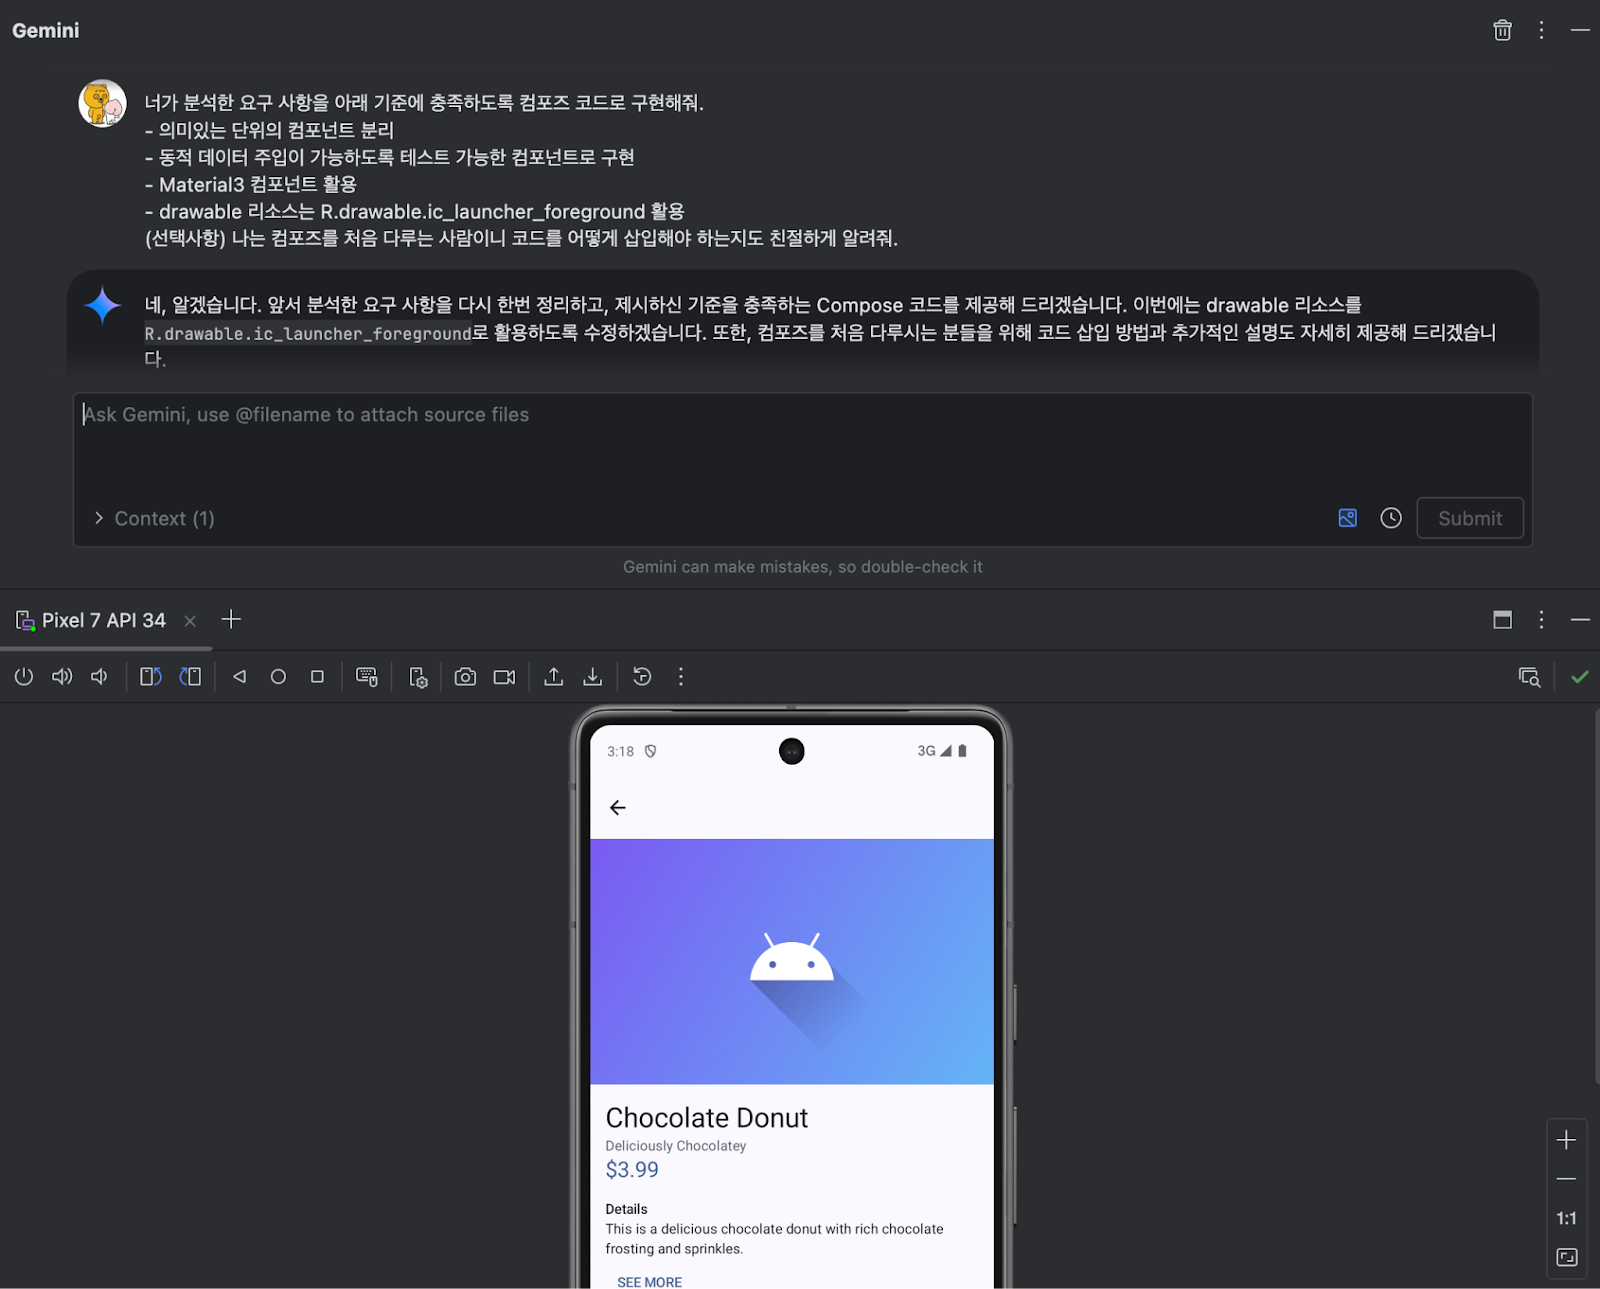 Gemini
너가 분석한 요구 사항을 아래 기준에 충족하도록 컴포즈 코드로 구현해줘.
- 의미있는 단위의 컴포넌트 분리
- 동적 데이터 주입이 가능하도록 테스트 가능한 컴포넌트로 구현
- Material3 컴포넌트 활용
- drawable 리소스는 R.drawable.ic_launcher_foreground 활용
(선택사항) 나는 컴포즈를 처음 다루는 사람이니 코드를 어떻게 삽입해야 하는지도 친절하게 알려줘.
네, 알겠습니다. 앞서 분석한 요구 사항을 다시 한번 정리하고, 제시하신 기준을 충족하는 Compose 코드를 제공해 드리겠습니다. 이번에는 drawable 리소스를
R.drawable.ic_launcher_foreground로 활용하도록 수정하겠습니다. 또한, 컴포즈를 처음 다루시는 분들을 위해 코드 삽입 방법과 추가적인 설명도 자세히 제공해 드리겠습니
다.
Ask Gemini, use @filename to attach source files
Context (1)
Submit
Gemini can make mistakes, so double-check it
Pixel 7 API 34
3:18
3G
Chocolate Donut
Deliciously Chocolatey
$3.99
Details
This is a delicious chocolate donut with rich chocolate
frosting and sprinkles.
SEE MORE
1:1